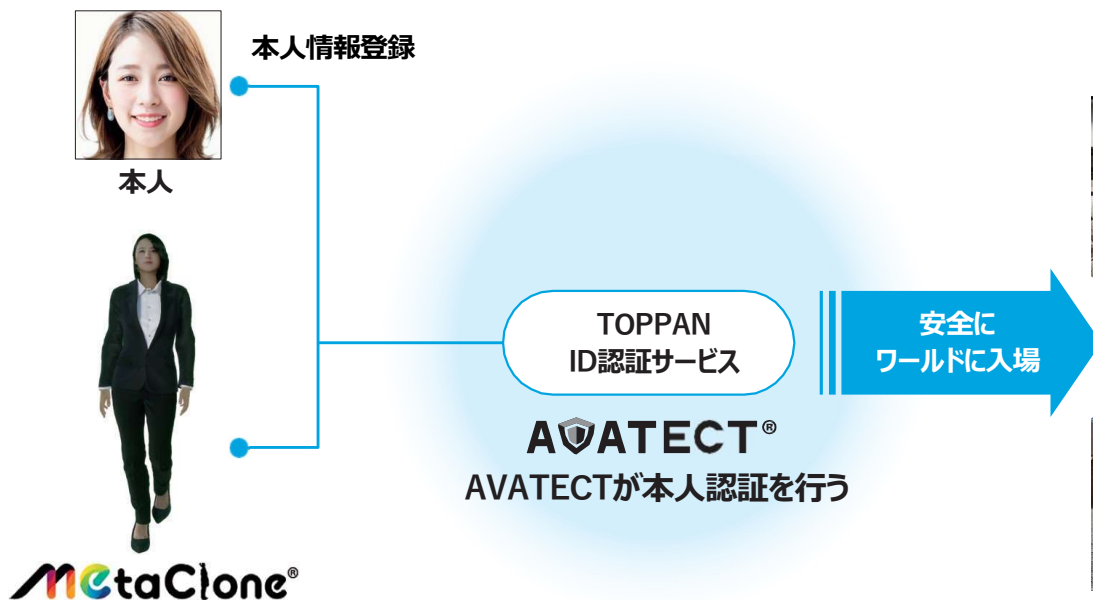 本人情報登録
本人
TOPPAN
ID認証サービス
安全に
ワールドに入場
AVATECT®
AVATECTが本人認証を行う
MetaClone®